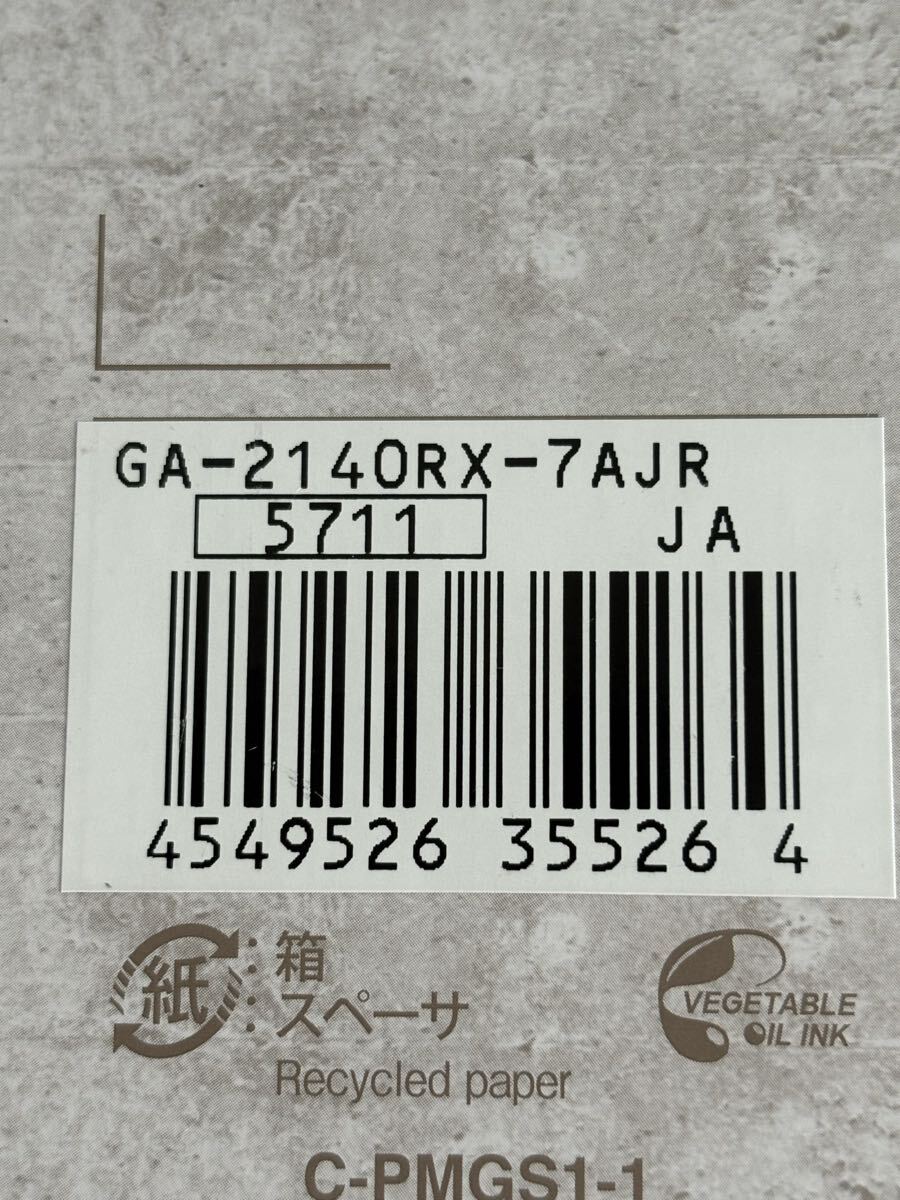 GA-2140RX-7AJR
5711 JA
4549526 35526 4
紙 : 箱
: スペーサ
Recycled paper
VEGETABLE
OIL INK
C-PMGS1-1